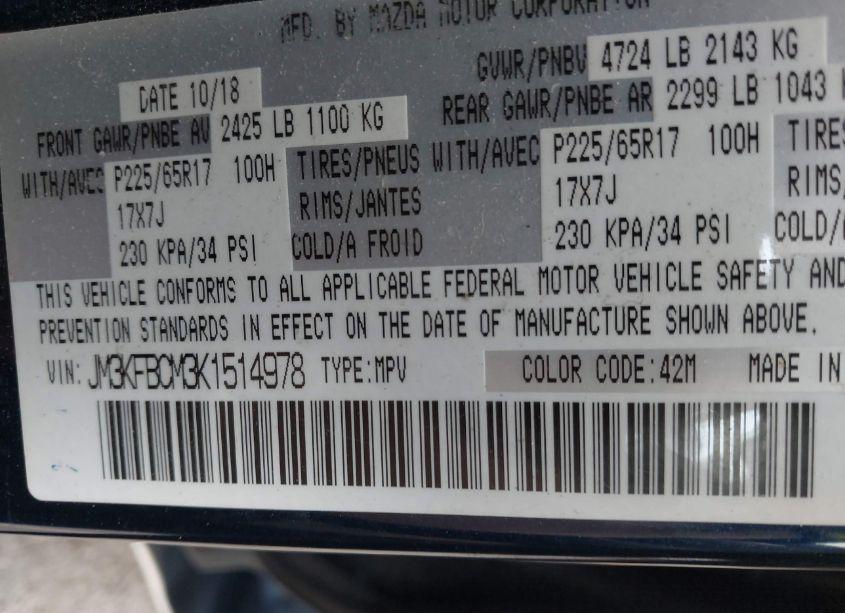 MFD. BY MAZDA MOTOR CORPORATION
DATE 10/18 GVWR/PNBV 4724 LB 2143 KG
FRONT GAWR/PNBE AV 2425 LB 1100 KG REAR GAWR/PNBE AR 2299 LB 1043
WITH/AVEC P225/65R17 100H TIRES/PNEUS WITH/AVEC P225/65R17 100H TIRES
17X7J RIMS/JANTES 17X7J RIMS/
230 KPA/34 PSI COLD/A FROID 230 KPA/34 PSI COLD/
THIS VEHICLE CONFORMS TO ALL APPLICABLE FEDERAL MOTOR VEHICLE SAFETY AND
PREVENTION STANDARDS IN EFFECT ON THE DATE OF MANUFACTURE SHOWN ABOVE.
VIN: JM3KFBCM3K1514978 TYPE:MPV COLOR CODE:42M MADE IN